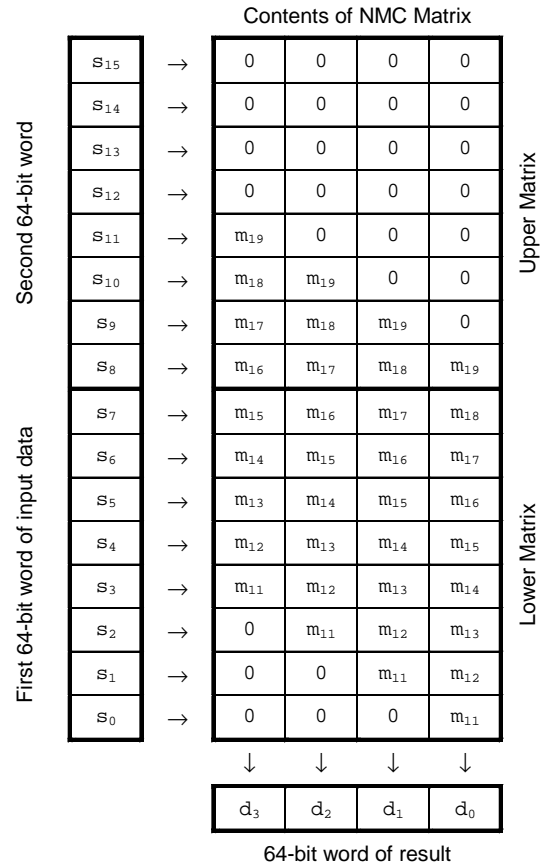 Contents of NMC Matrix
s₁₅ → 0 0 0 0
s₁₄ → 0 0 0 0
s₁₃ → 0 0 0 0
s₁₂ → 0 0 0 0
s₁₁ → m₁₉ 0 0 0
s₁₀ → m₁₈ m₁₉ 0 0
s₉ → m₁₇ m₁₈ m₁₉ 0
s₈ → m₁₆ m₁₇ m₁₈ m₁₉
s₇ → m₁₅ m₁₆ m₁₇ m₁₈
s₆ → m₁₄ m₁₅ m₁₆ m₁₇
s₅ → m₁₃ m₁₄ m₁₅ m₁₆
s₄ → m₁₂ m₁₃ m₁₄ m₁₅
s₃ → m₁₁ m₁₂ m₁₃ m₁₄
s₂ → 0 m₁₁ m₁₂ m₁₃
s₁ → 0 0 m₁₁ m₁₂
s₀ → 0 0 0 m₁₁
↓ ↓ ↓ ↓
d₃ d₂ d₁ d₀
64-bit word of result
Second 64-bit word
First 64-bit word of input data
Upper Matrix
Lower Matrix